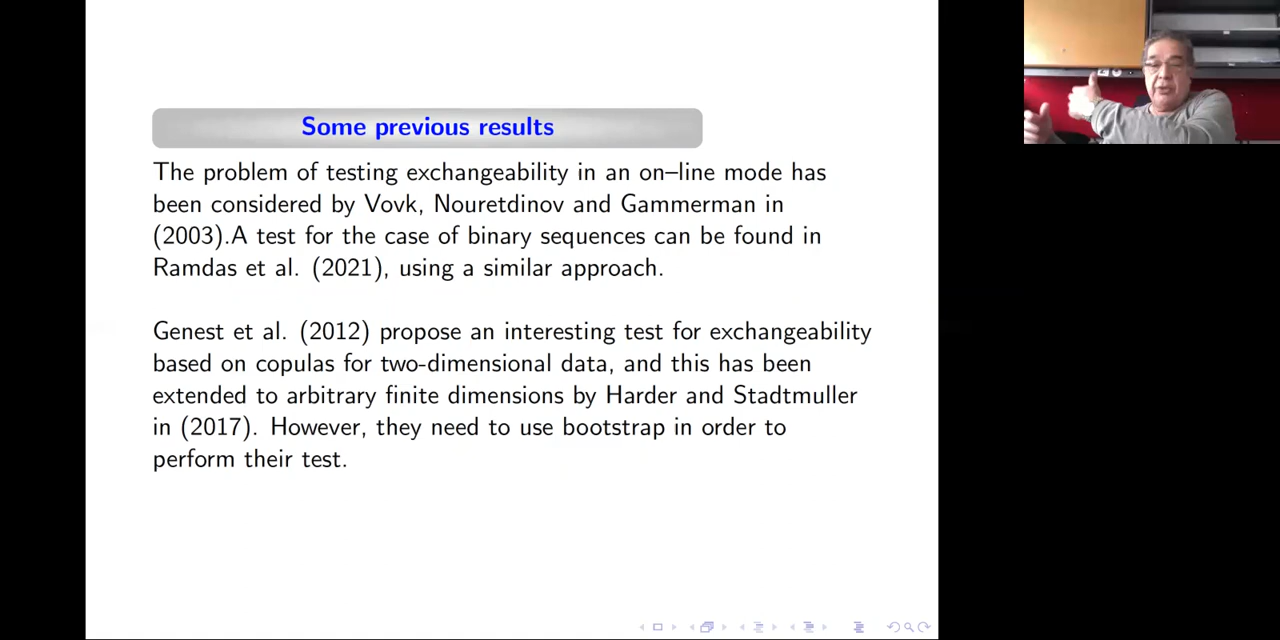 Some previous results
The problem of testing exchangeability in an on–line mode has
been considered by Vovk, Nouretdinov and Gammerman in
(2003).A test for the case of binary sequences can be found in
Ramdas et al. (2021), using a similar approach.
Genest et al. (2012) propose an interesting test for exchangeability
based on copulas for two-dimensional data, and this has been
extended to arbitrary finite dimensions by Harder and Stadtmuller
in (2017). However, they need to use bootstrap in order to
perform their test.